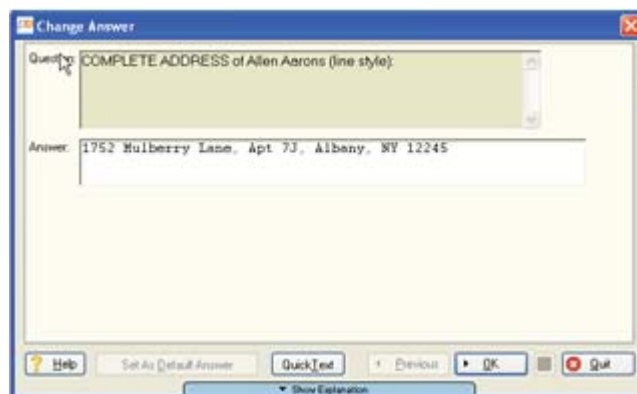 Change Answer
Question: COMPLETE ADDRESS of Allen Aarons (line style):
Answer: 1752 Mulberry Lane, Apt 7J, Albany, NY 12245
Help Set As Default Answer QuickText Previous OK Quit
Show Explanation